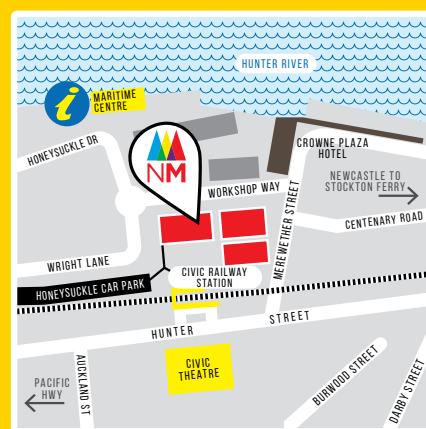 HUNTER RIVER
i
MARITIME
CENTRE
HONEYSUCKLE DR
NM
CROWNE PLAZA
HOTEL
NEWCASTLE TO
STOCKTON FERRY
WORKSHOP WAY
MEREWETHER STREET
CENTENARY ROAD
WRIGHT LANE
CIVIC RAILWAY
STATION
HONEYSUCKLE CAR PARK
HUNTER STREET
CIVIC
THEATRE
AUCKLAND ST
PACIFIC
HWY
BURWOOD STREET
DARBY STREET